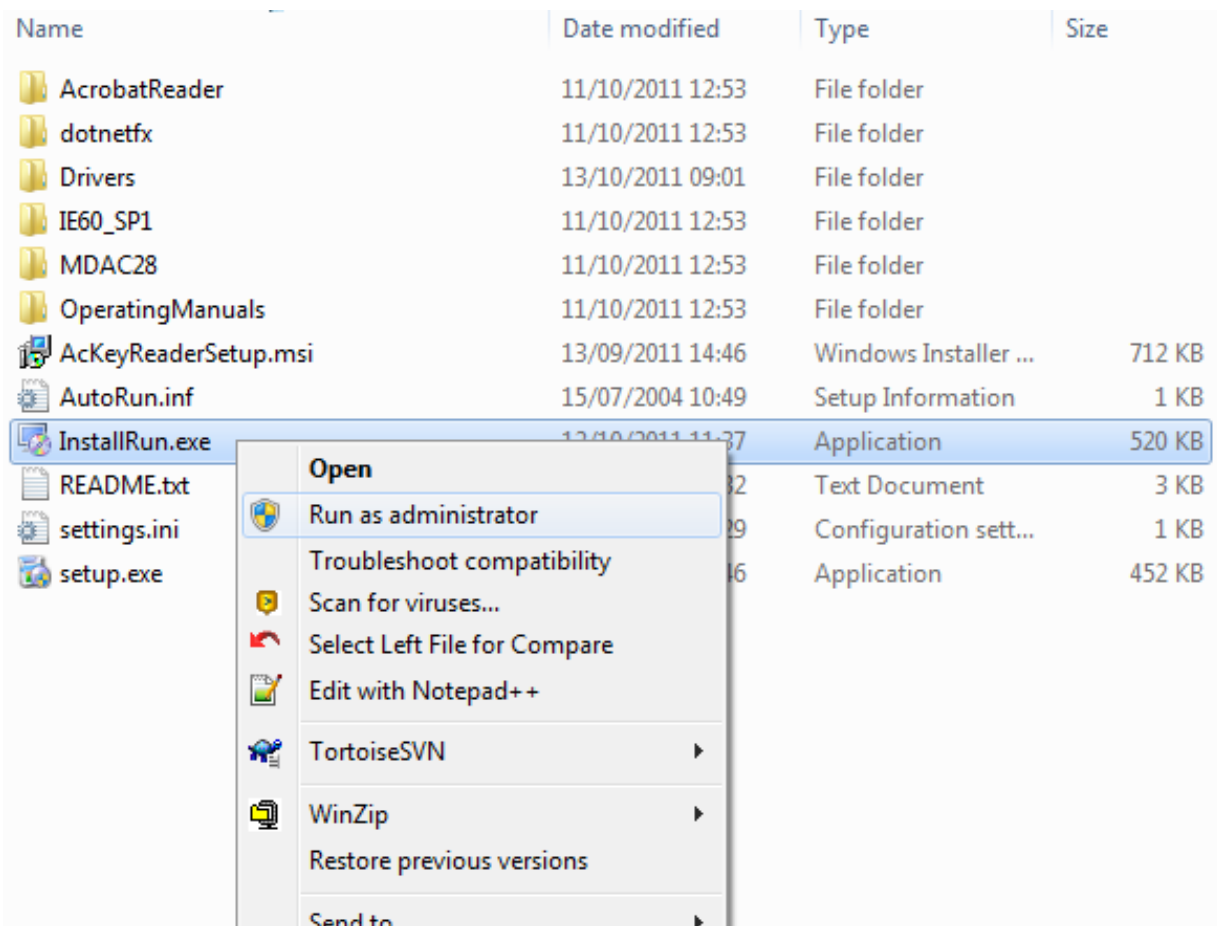 Name Date modified Type Size
AcrobatReader 11/10/2011 12:53 File folder
dotnetfx 11/10/2011 12:53 File folder
Drivers 13/10/2011 09:01 File folder
IE60_SP1 11/10/2011 12:53 File folder
MDAC28 11/10/2011 12:53 File folder
OperatingManuals 11/10/2011 12:53 File folder
AcKeyReaderSetup.msi 13/09/2011 14:46 Windows Installer ... 712 KB
AutoRun.inf 15/07/2004 10:49 Setup Information 1 KB
InstallRun.exe Application 520 KB
Open
README.txt Text Document 3 KB
Run as administrator
settings.ini Configuration sett... 1 KB
Troubleshoot compatibility
setup.exe Application 452 KB
Scan for viruses...
Select Left File for Compare
Edit with Notepad++
TortoiseSVN
WinZip
Restore previous versions
Send to